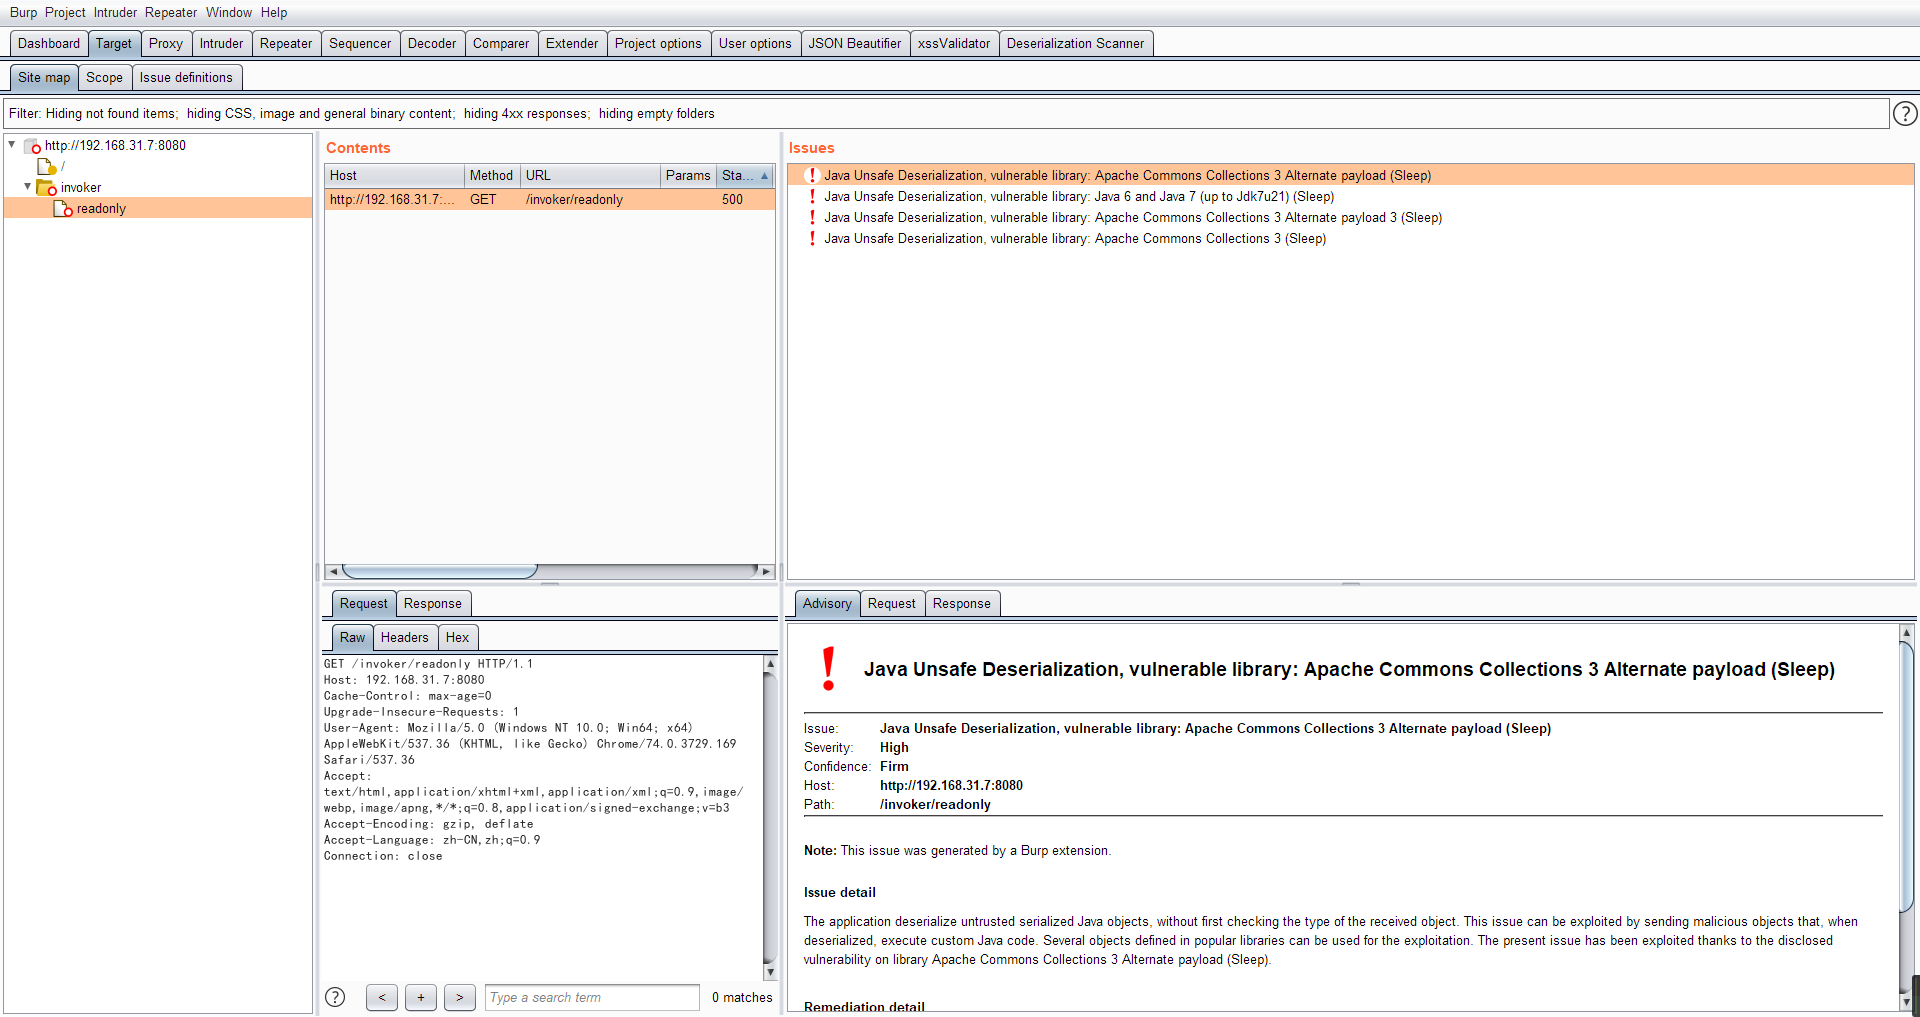 Burp Project Intruder Repeater Window Help
Dashboard Target Proxy Intruder Repeater Sequencer Decoder Comparer Extender Project options User options JSON Beautifier xssValidator Deserialization Scanner
Site map Scope Issue definitions
Filter: Hiding not found items; hiding CSS, image and general binary content; hiding 4xx responses; hiding empty folders ?
http://192.168.31.7:8080
/
invoker
readonly
Contents
Host Method URL Params Sta...
http://192.168.31.7:... GET /invoker/readonly 500
Issues
Java Unsafe Deserialization, vulnerable library: Apache Commons Collections 3 Alternate payload (Sleep)
Java Unsafe Deserialization, vulnerable library: Java 6 and Java 7 (up to Jdk7u21) (Sleep)
Java Unsafe Deserialization, vulnerable library: Apache Commons Collections 3 Alternate payload 3 (Sleep)
Java Unsafe Deserialization, vulnerable library: Apache Commons Collections 3 (Sleep)
Request Response
Raw Headers Hex
GET /invoker/readonly HTTP/1.1
Host: 192.168.31.7:8080
Cache-Control: max-age=0
Upgrade-Insecure-Requests: 1
User-Agent: Mozilla/5.0 (Windows NT 10.0; Win64; x64)
AppleWebKit/537.36 (KHTML, like Gecko) Chrome/74.0.3729.169
Safari/537.36
Accept:
text/html,application/xhtml+xml,application/xml;q=0.9,image/
webp,image/apng,*/*;q=0.8,application/signed-exchange;v=b3
Accept-Encoding: gzip, deflate
Accept-Language: zh-CN,zh;q=0.9
Connection: close
? < + > Type a search term 0 matches
Advisory Request Response
Java Unsafe Deserialization, vulnerable library: Apache Commons Collections 3 Alternate payload (Sleep)
Issue: Java Unsafe Deserialization, vulnerable library: Apache Commons Collections 3 Alternate payload (Sleep)
Severity: High
Confidence: Firm
Host: http://192.168.31.7:8080
Path: /invoker/readonly
Note: This issue was generated by a Burp extension.
Issue detail
The application deserialize untrusted serialized Java objects, without first checking the type of the received object. This issue can be exploited by sending malicious objects that, when
deserialized, execute custom Java code. Several objects defined in popular libraries can be used for the exploitation. The present issue has been exploited thanks to the disclosed
vulnerability on library Apache Commons Collections 3 Alternate payload (Sleep).
Remediation detail